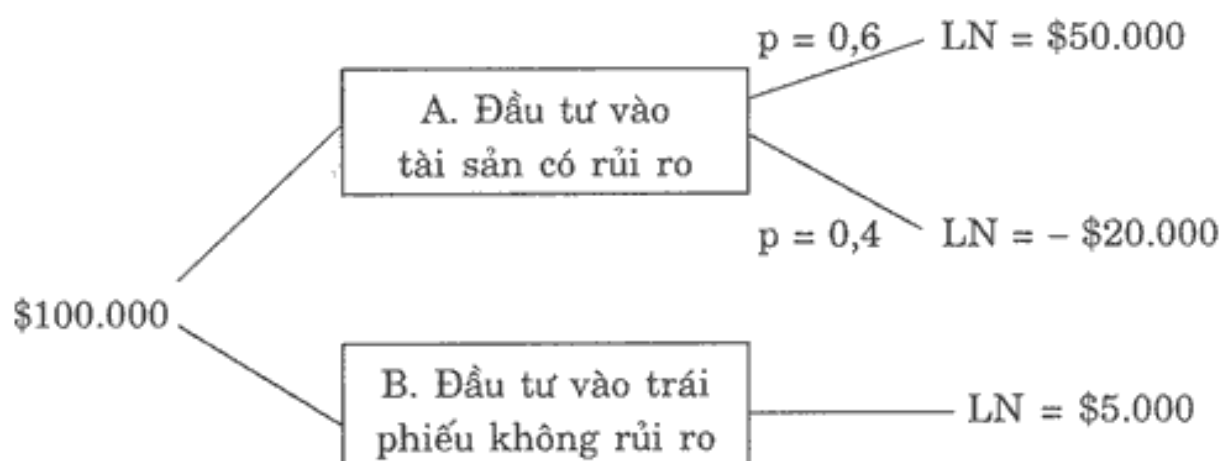 p = 0,6 LN = $50.000
A. Đầu tư vào
tài sản có rủi ro
p = 0,4 LN = – $20.000
$100.000
B. Đầu tư vào trái
phiếu không rủi ro
LN = $5.000